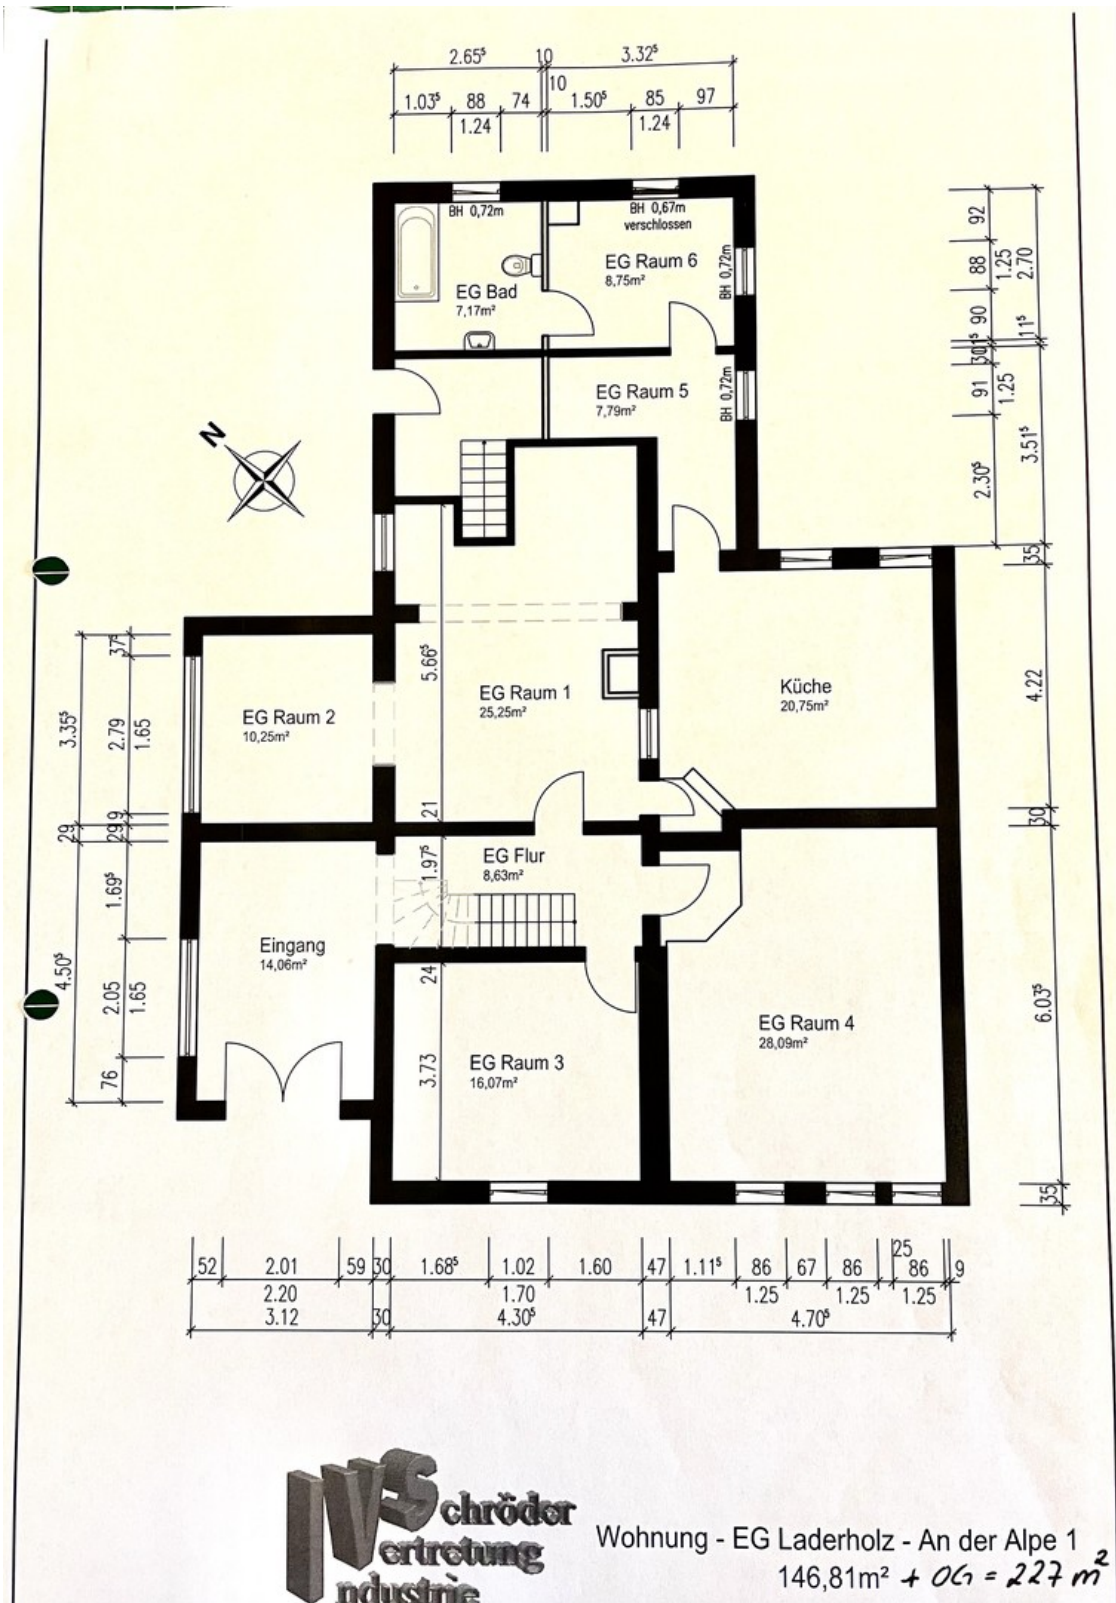 2.65⁵ 10 3.32⁵
10
1.03⁵ 88 74 1.50⁵ 85 97
1.24 1.24
BH 0,72m
BH 0,67m
verschlossen
EG Bad
7,17m²
EG Raum 6
8,75m²
BH 0,72m
92
88 1.25 2.70
90
11⁵
30
91 1.25
2.30⁵ 3.51⁵
35
EG Raum 5
7,79m²
BH 0,72m
N
37⁵
3.35⁵ 2.79 1.65
9
29 29
EG Raum 2
10,25m²
5.66⁵
21
EG Raum 1
25,25m²
Küche
20,75m²
4.22
30
1.69⁵
4.50⁵ 2.05 1.65
76
Eingang
14,06m²
1.97⁵
EG Flur
8,63m²
24
3.73
EG Raum 3
16,07m²
EG Raum 4
28,09m²
6.03⁵
35
25
52 2.01 59 30 1.68⁵ 1.02 1.60 47 1.11⁵ 86 67 86 86 9
2.20 1.70 1.25 1.25 1.25
3.12 30 4.30⁵ 47 4.70⁵
IVS
Schröder
Vertretung
Industrie
Wohnung - EG Laderholz - An der Alpe 1
146,81m² + OG = 227 m²